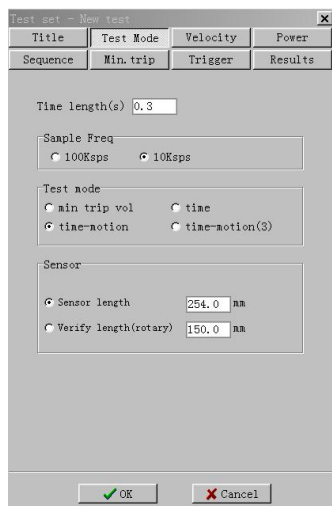 Test set - New test
Title Test Mode Velocity Power
Sequence Min.trip Trigger Results
Time length(s) 0.3
Sample Freq
100Ksps 10Ksps
Test mode
min trip vol time
time-motion time-motion(3)
Sensor
Sensor length 254.0 mm
Verify length(rotary) 150.0 mm
OK Cancel